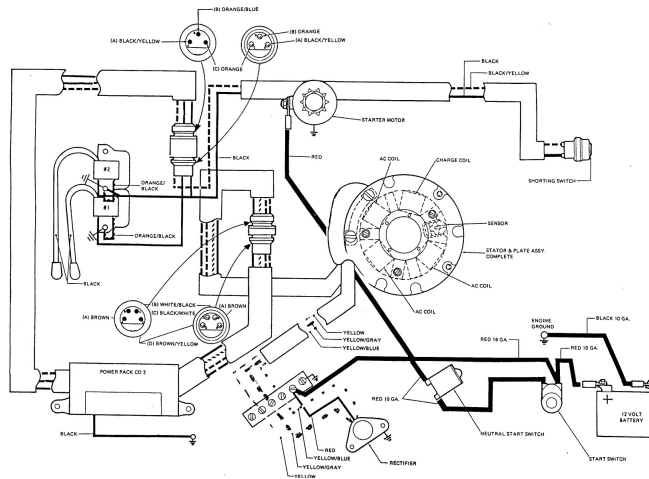 (B) ORANGE/BLUE
(B) ORANGE
(A) BLACK/YELLOW
(A) BLACK/YELLOW
(C) ORANGE
BLACK
BLACK/YELLOW
STARTER MOTOR
BLACK
RED
AC COIL
CHARGE COIL
SHORTING SWITCH
#2
ORANGE/
BLACK
#1
SENSOR
ORANGE/BLACK
STATOR & PLATE ASSY.
COMPLETE
BLACK
AC COIL
AC COIL
(B) WHITE/BLACK
(A) BROWN
(C) BLACK/WHITE
(A) BROWN
(D) BROWN/YELLOW
YELLOW
YELLOW/GRAY
YELLOW/BLUE
ENGINE
GROUND
BLACK 10 GA.
RED 16 GA.
RED 10 GA.
POWER PACK CD 2
RED 10 GA.
12 VOLT
BATTERY
BLACK
NEUTRAL START SWITCH
RED
YELLOW/BLUE
YELLOW/GRAY
YELLOW
RECTIFIER
START SWITCH